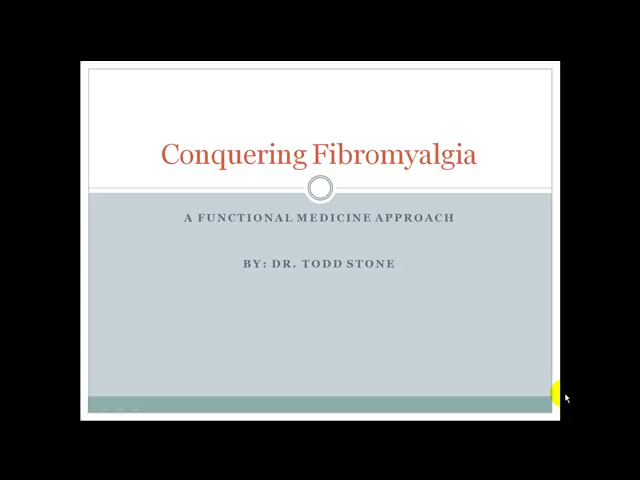 Conquering Fibromyalgia
A FUNCTIONAL MEDICINE APPROACH
BY: DR. TODD STONE